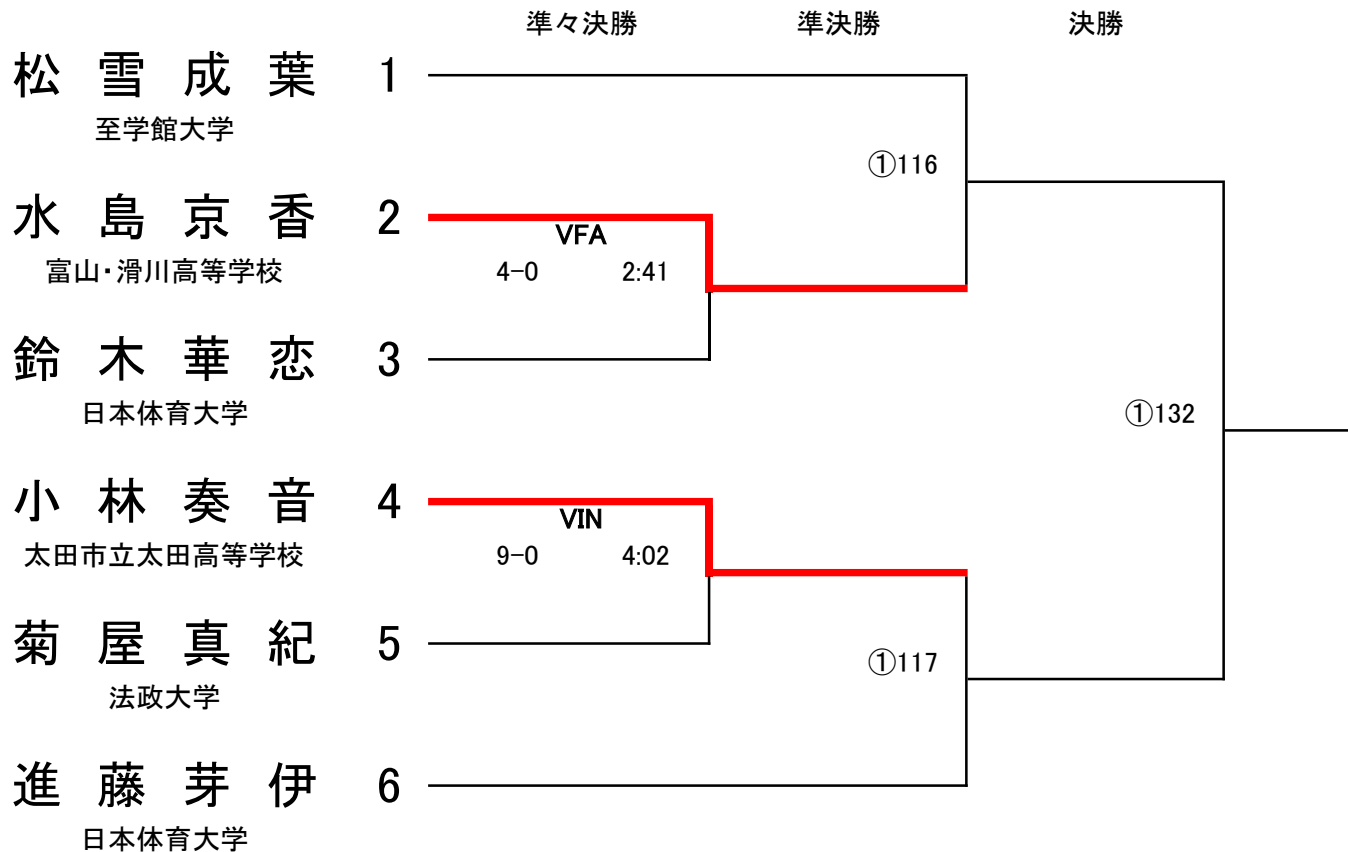 準々決勝 準決勝 決勝
松雪成葉 1
至学館大学
①116
水島京香 2
富山・滑川高等学校
VFA
4-0 2:41
鈴木華恋 3
日本体育大学
①132
小林奏音 4
太田市立太田高等学校
VIN
9-0 4:02
菊屋真紀 5
法政大学
①117
進藤芽伊 6
日本体育大学